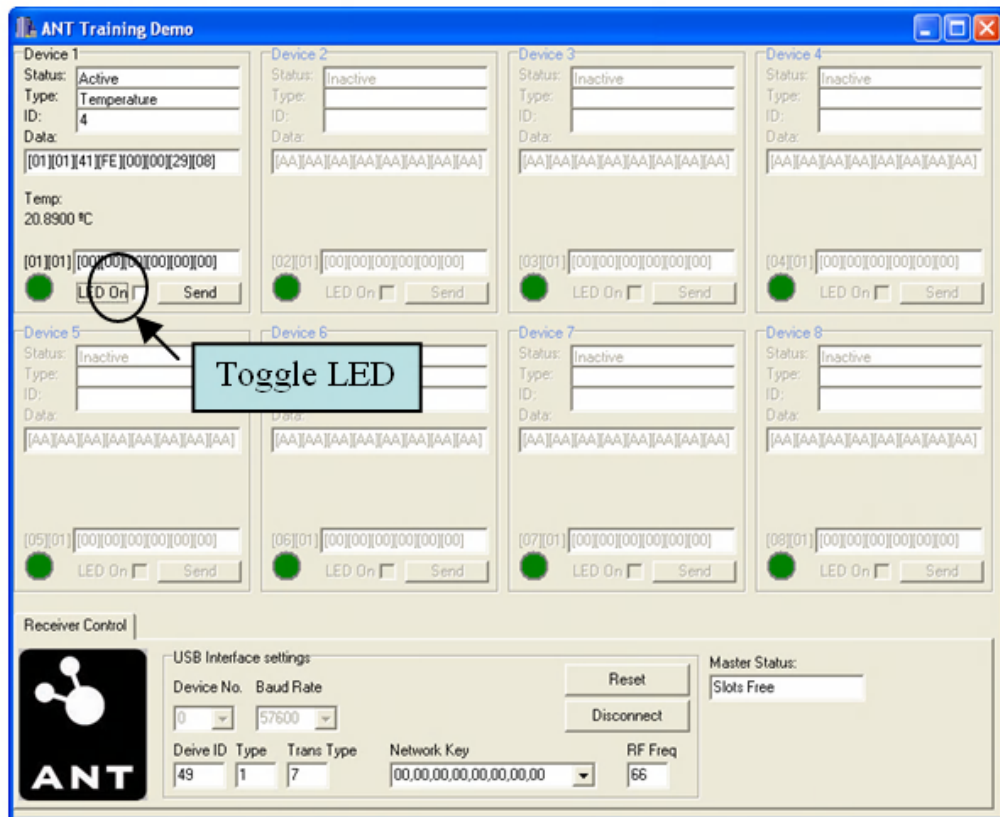 ANT Training Demo
Device 1
Status: Active
Type: Temperature
ID: 4
Data:
[01][01][41][FE][00][00][29][08]
Temp:
20.8900 ºC
[01][01] [00][00][00][00][00][00]
LED On Send
Device 2
Status: Inactive
Type:
ID:
Data:
[AA][AA][AA][AA][AA][AA][AA][AA]
[02][01] [00][00][00][00][00][00]
LED On Send
Device 3
Status: Inactive
Type:
ID:
Data:
[AA][AA][AA][AA][AA][AA][AA][AA]
[03][01] [00][00][00][00][00][00]
LED On Send
Device 4
Status: Inactive
Type:
ID:
Data:
[AA][AA][AA][AA][AA][AA][AA][AA]
[04][01] [00][00][00][00][00][00]
LED On Send
Toggle LED
Device 5
Status: Inactive
Type:
ID:
Data:
[AA][AA][AA][AA][AA][AA][AA][AA]
[05][01] [00][00][00][00][00][00]
LED On Send
Device 6
Data:
[AA][AA][AA][AA][AA][AA][AA][AA]
[06][01] [00][00][00][00][00][00]
LED On Send
Device 7
Status: Inactive
Type:
ID:
Data:
[AA][AA][AA][AA][AA][AA][AA][AA]
[07][01] [00][00][00][00][00][00]
LED On Send
Device 8
Status: Inactive
Type:
ID:
Data:
[AA][AA][AA][AA][AA][AA][AA][AA]
[08][01] [00][00][00][00][00][00]
LED On Send
Receiver Control
ANT
USB Interface settings
Device No. Baud Rate
0 57600
Reset
Disconnect
Deive ID Type Trans Type Network Key RF Freq
49 1 7 00,00,00,00,00,00,00,00 66
Master Status:
Slots Free